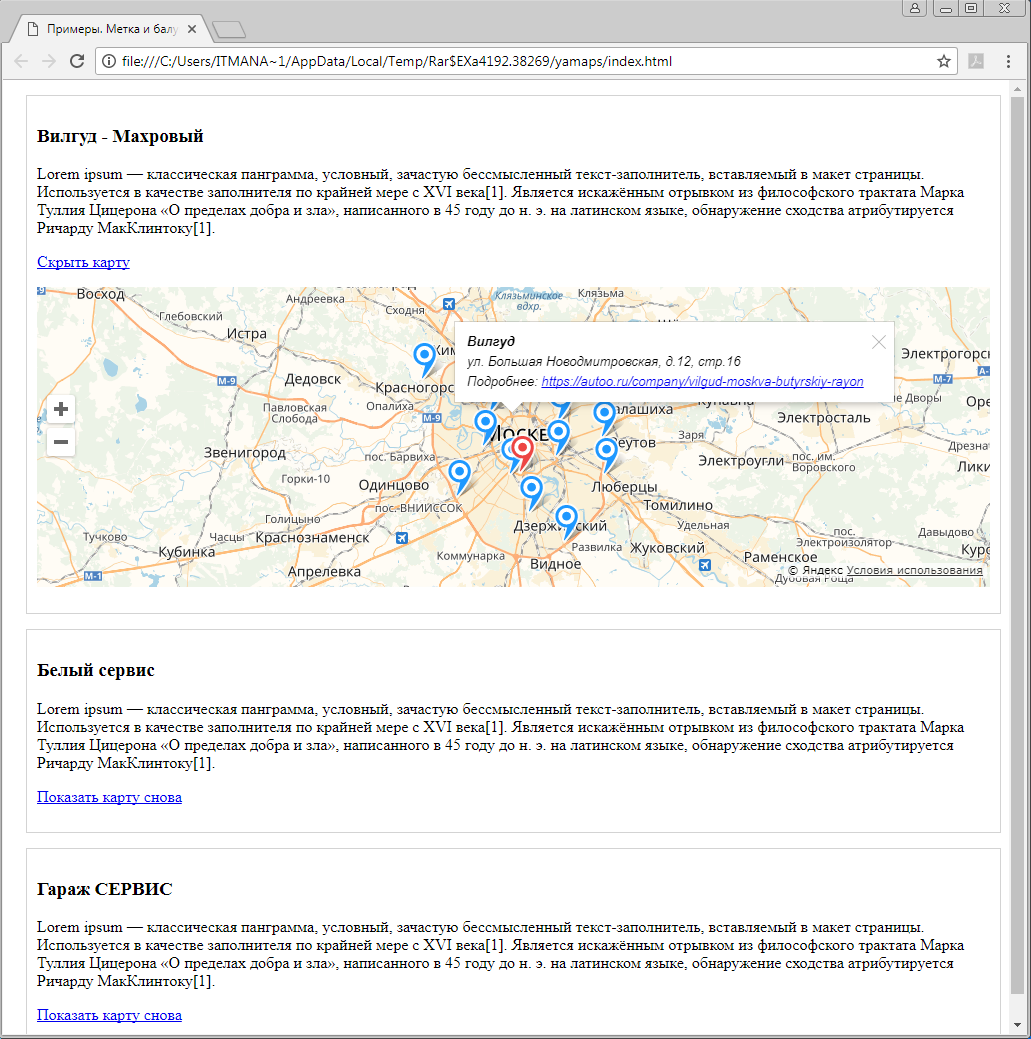 Примеры. Метка и балу
file:///C:/Users/ITMANA~1/AppData/Local/Temp/Rar$EXa4192.38269/yamaps/index.html
Вилгуд - Махровый
Lorem ipsum — классическая панграмма, условный, зачастую бессмысленный текст-заполнитель, вставляемый в макет страницы.
Используется в качестве заполнителя по крайней мере с XVI века[1]. Является искажённым отрывком из философского трактата Марка
Туллия Цицерона «О пределах добра и зла», написанного в 45 году до н. э. на латинском языке, обнаружение сходства атрибутируется
Ричарду МакКлинтоку[1].
Скрыть карту
М-9
Восход
Глебовский
Андреевка
Сходня
Клязьминское
вдхр.
Клязьма
Истра
Вилгуд
ул. Большая Новодмитровская, д.12, стр.16
Подробнее: https://autoo.ru/company/vilgud-moskva-butyrskiy-rayon
Хим
Электрогорс
М-9
Дедовск
Красногорс
М-7
А-
Павловская
Слобода
Опалиха
М-9
Балашиха
Купавна
ые Дворы
Оре
+
Электросталь
Москв
Реутов
Заря
Дрезна
−
Звенигород
пос. Барвиха
Электроугли
пос. им.
Воровского
Лики
Горки-10
Одинцово
Люберцы
пос. ВНИИССОК
Томилино
Голицыно
Дзержинский
Удельная
Тучково
Часцы
Краснознаменск
пос.
Электроизолятор
Давыдово
Кубинка
Развилка
Жуковский
Куро
Коммунарка
Видное
Раменское
М-1
Апрелевка
Дубовая Роща
© Яндекс Условия использования
Белый сервис
Lorem ipsum — классическая панграмма, условный, зачастую бессмысленный текст-заполнитель, вставляемый в макет страницы.
Используется в качестве заполнителя по крайней мере с XVI века[1]. Является искажённым отрывком из философского трактата Марка
Туллия Цицерона «О пределах добра и зла», написанного в 45 году до н. э. на латинском языке, обнаружение сходства атрибутируется
Ричарду МакКлинтоку[1].
Показать карту снова
Гараж СЕРВИС
Lorem ipsum — классическая панграмма, условный, зачастую бессмысленный текст-заполнитель, вставляемый в макет страницы.
Используется в качестве заполнителя по крайней мере с XVI века[1]. Является искажённым отрывком из философского трактата Марка
Туллия Цицерона «О пределах добра и зла», написанного в 45 году до н. э. на латинском языке, обнаружение сходства атрибутируется
Ричарду МакКлинтоку[1].
Показать карту снова